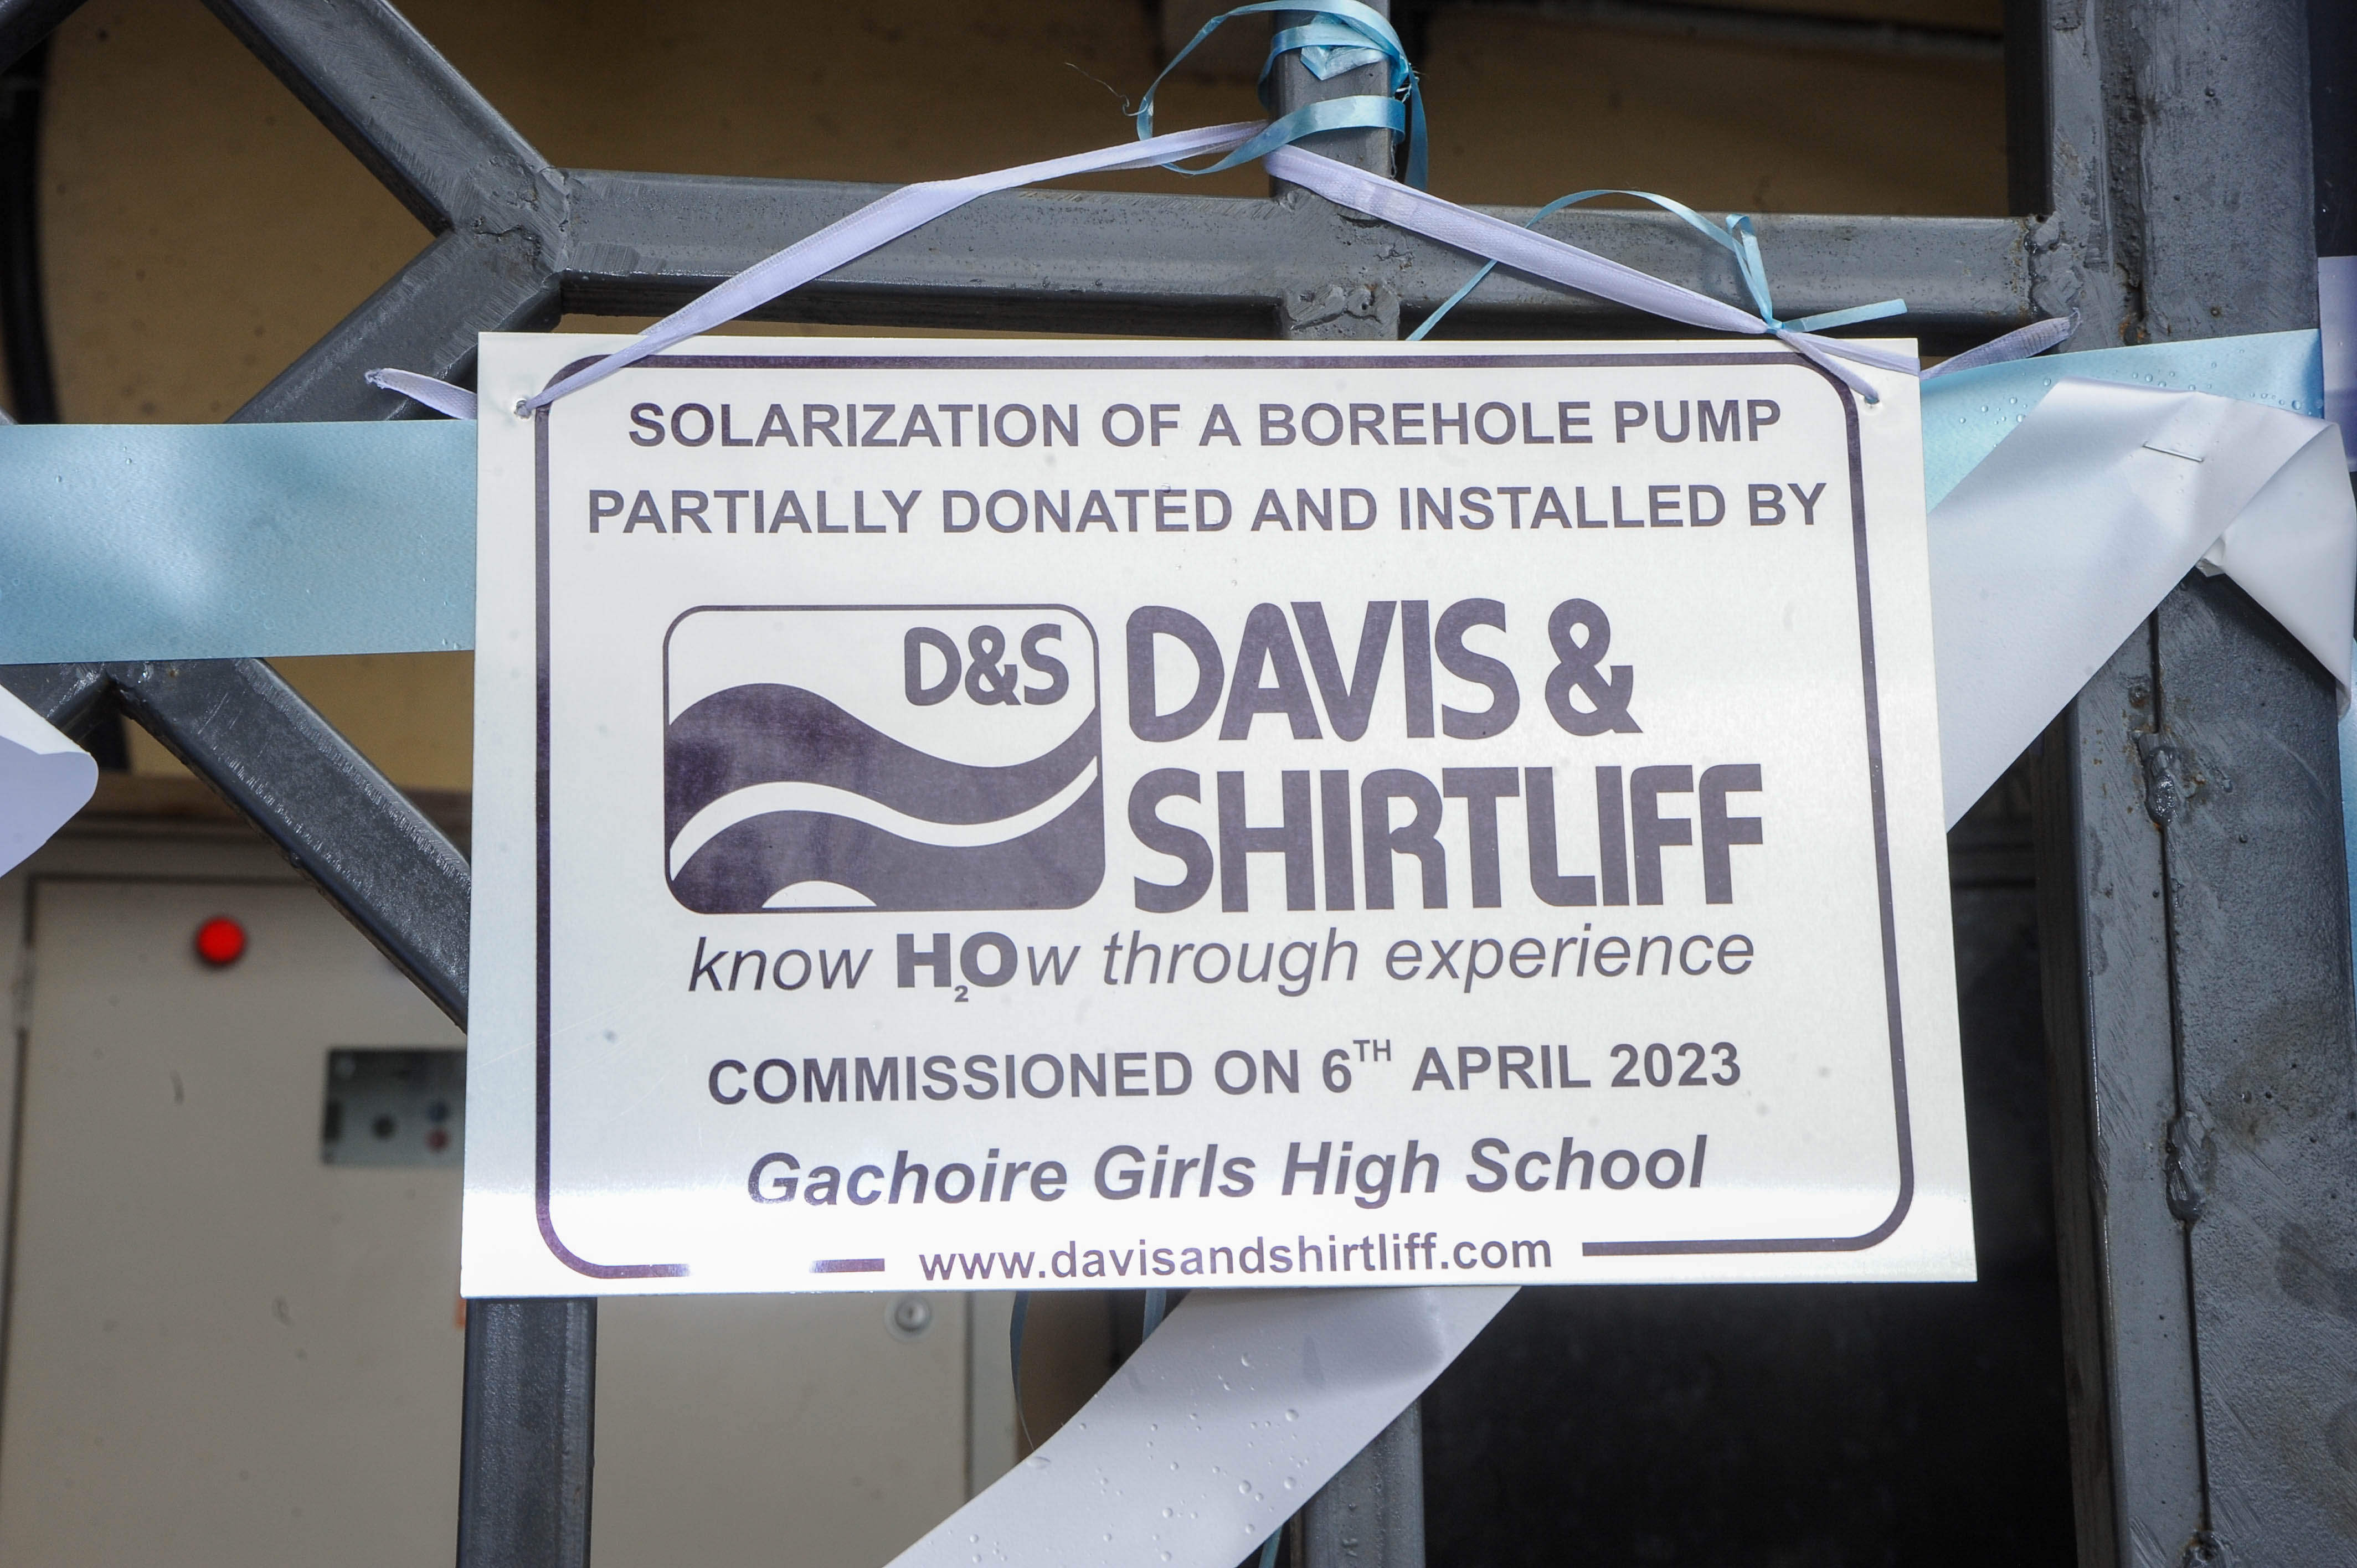 SOLARIZATION OF A BOREHOLE PUMP
PARTIALLY DONATED AND INSTALLED BY
D&S
DAVIS &
SHIRTLIFF
know H₂Ow through experience
COMMISSIONED ON 6TH APRIL 2023
Gachoire Girls High School
www.davisandshirtliff.com